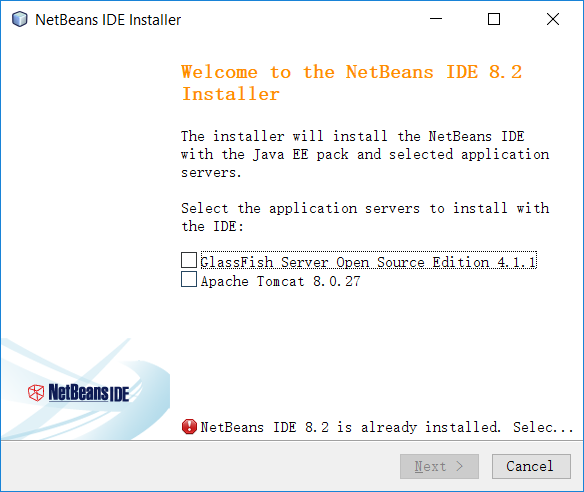 NetBeans IDE Installer
Welcome to the NetBeans IDE 8.2
Installer
The installer will install the NetBeans IDE
with the Java EE pack and selected application
servers.
Select the application servers to install with
the IDE:
GlassFish Server Open Source Edition 4.1.1
Apache Tomcat 8.0.27
NetBeans IDE
NetBeans IDE 8.2 is already installed. Selec...
Next >
Cancel